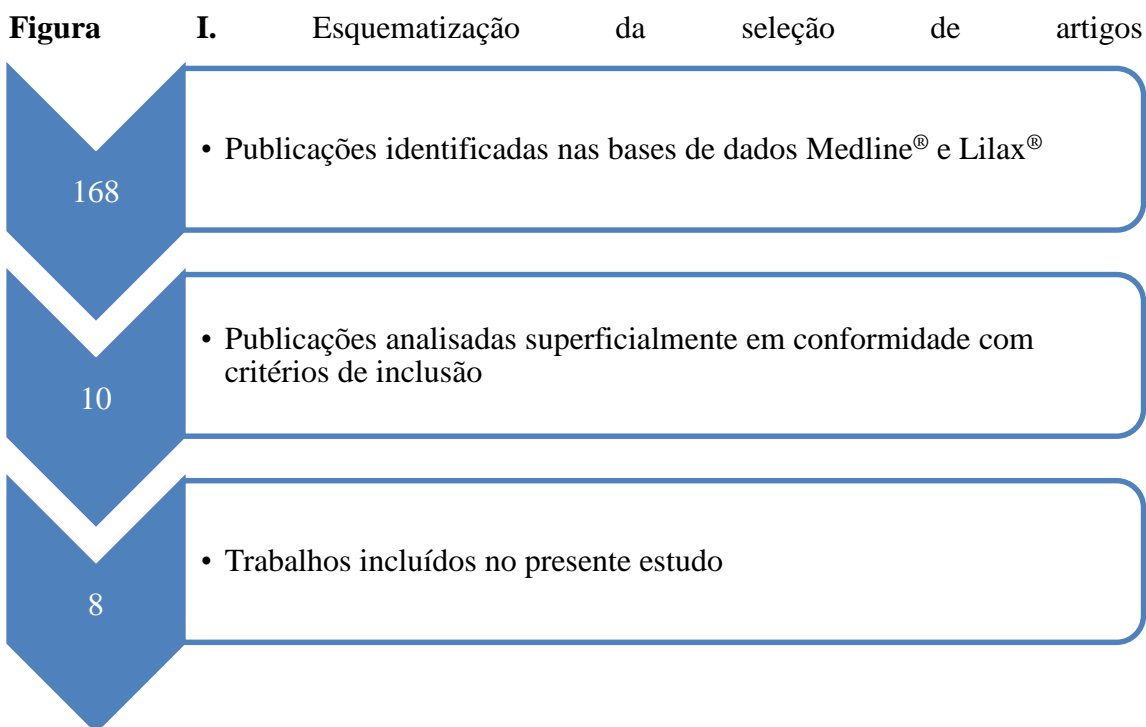 Figura I. Esquematização da seleção de artigos
168
• Publicações identificadas nas bases de dados Medline® e Lilax®
10
• Publicações analisadas superficialmente em conformidade com
critérios de inclusão
8
• Trabalhos incluídos no presente estudo